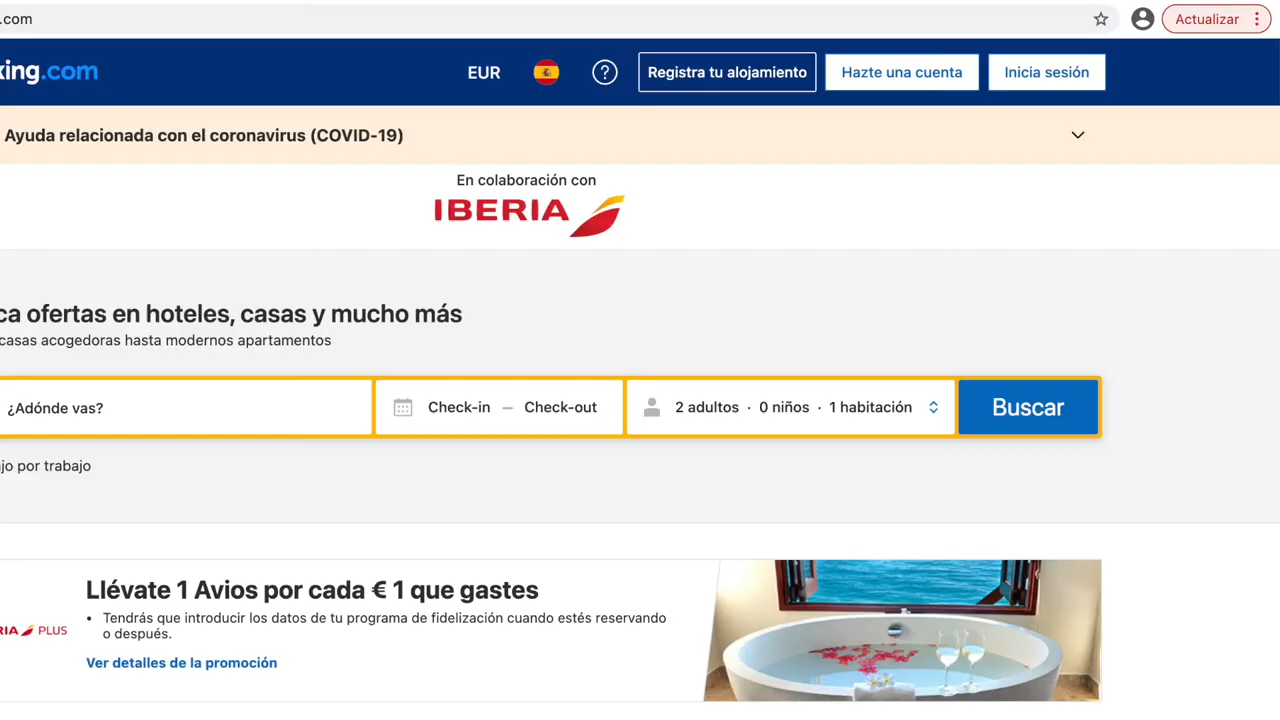 .com
Actualizar
king.com
EUR
Registra tu alojamiento
Hazte una cuenta
Inicia sesión
Ayuda relacionada con el coronavirus (COVID-19)
En colaboración con
IBERIA
ca ofertas en hoteles, casas y mucho más
casas acogedoras hasta modernos apartamentos
¿Adónde vas?
Check-in — Check-out
2 adultos · 0 niños · 1 habitación
Buscar
ajo por trabajo
Llévate 1 Avios por cada € 1 que gastes
• Tendrás que introducir los datos de tu programa de fidelización cuando estés reservando
o después.
RIA PLUS
Ver detalles de la promoción